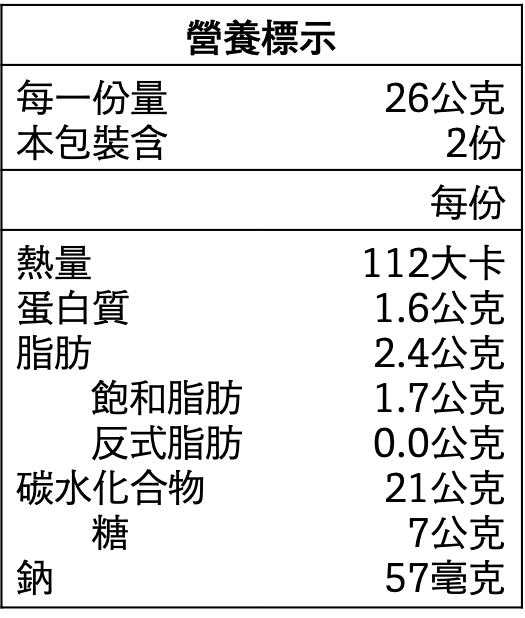 營養標示
每一份量 26公克
本包裝含 2份
每份
熱量 112大卡
蛋白質 1.6公克
脂肪 2.4公克
飽和脂肪 1.7公克
反式脂肪 0.0公克
碳水化合物 21公克
糖 7公克
鈉 57毫克